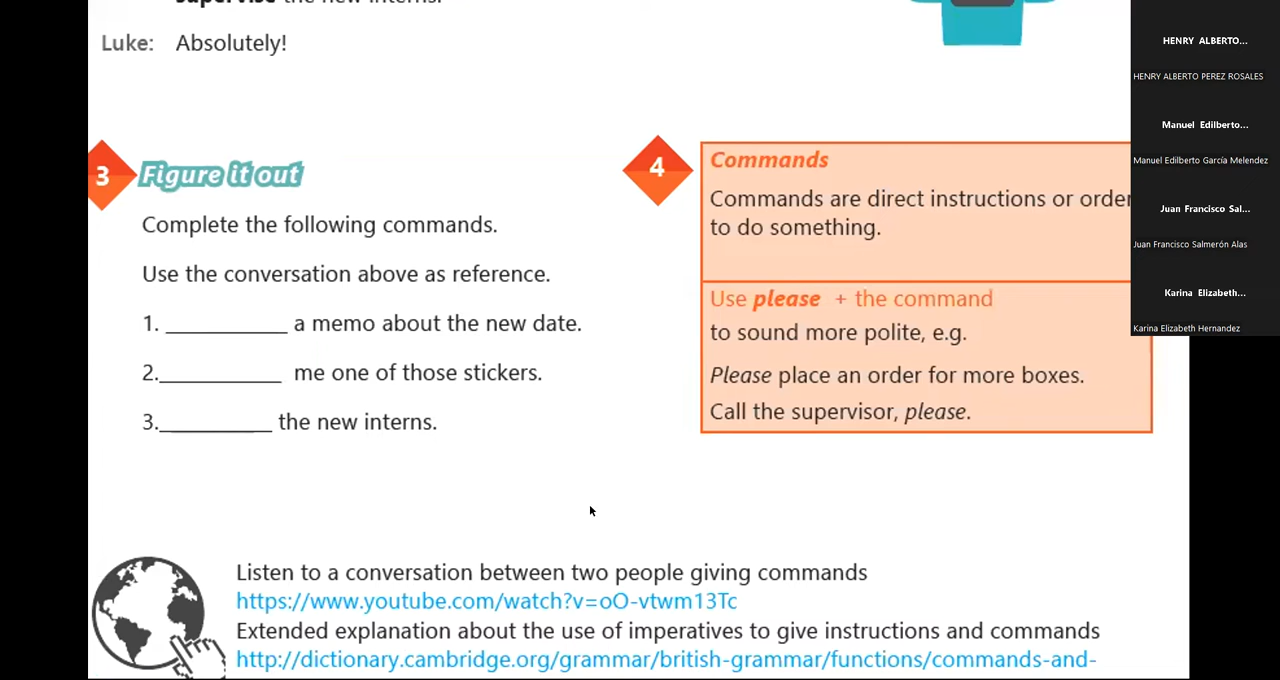 supervise the new interns.
Luke: Absolutely!
3 Figure it out
Complete the following commands.
Use the conversation above as reference.
1. ____________ a memo about the new date.
2.____________ me one of those stickers.
3.___________ the new interns.
4
Commands
Commands are direct instructions or order
to do something.
Use please + the command
to sound more polite, e.g.
Please place an order for more boxes.
Call the supervisor, please.
Listen to a conversation between two people giving commands
https://www.youtube.com/watch?v=oO-vtwm13Tc
Extended explanation about the use of imperatives to give instructions and commands
http://dictionary.cambridge.org/grammar/british-grammar/functions/commands-and-
HENRY ALBERTO...
HENRY ALBERTO PEREZ ROSALES
Manuel Edilberto...
Manuel Edilberto García Melendez
Juan Francisco Sal...
Juan Francisco Salmerón Alas
Karina Elizabeth...
Karina Elizabeth Hernandez